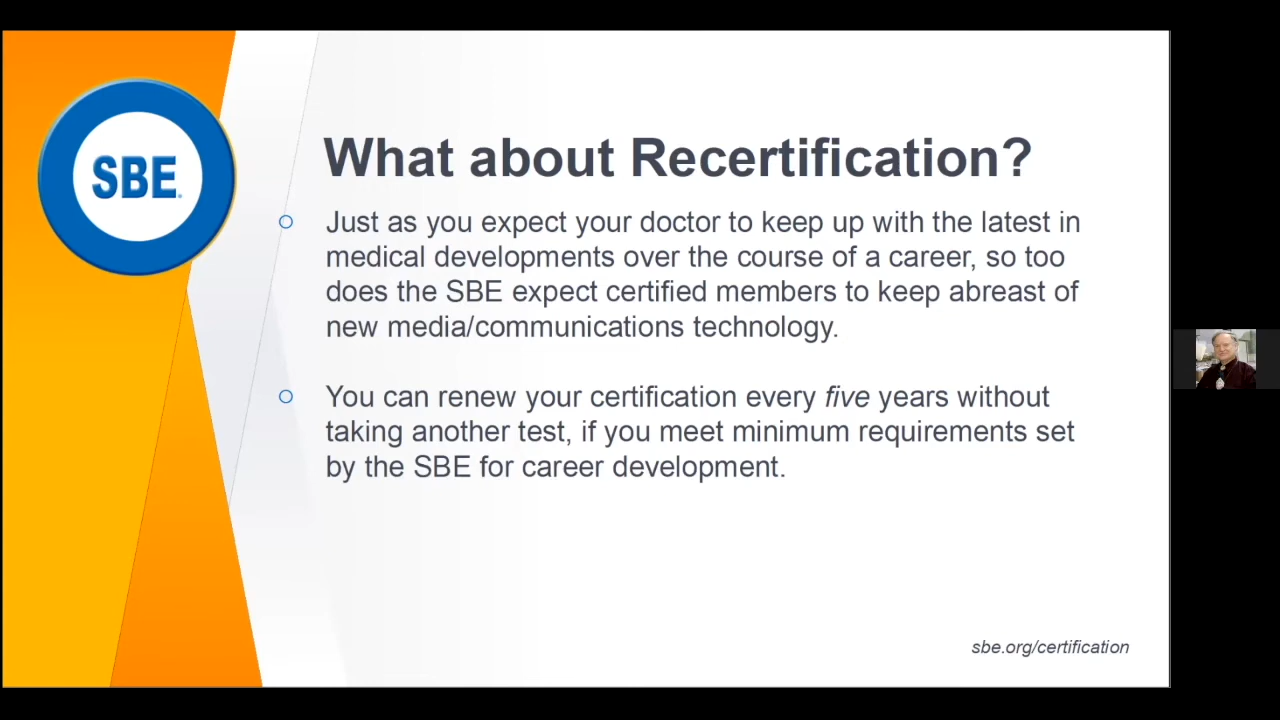 SBE.
What about Recertification?
Just as you expect your doctor to keep up with the latest in
medical developments over the course of a career, so too
does the SBE expect certified members to keep abreast of
new media/communications technology.
You can renew your certification every five years without
taking another test, if you meet minimum requirements set
by the SBE for career development.
sbe.org/certification